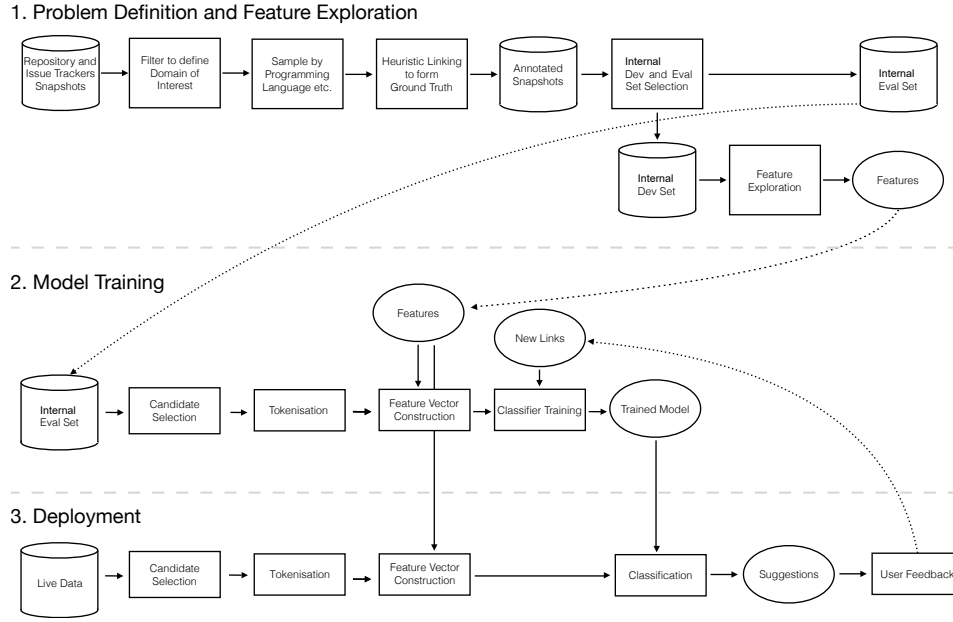 1. Problem Definition and Feature Exploration
Repository and
Issue Trackers
Snapshots
Filter to define
Domain of
Interest
Sample by
Programming
Language etc.
Heuristic Linking
to form
Ground Truth
Annotated
Snapshots
Internal
Dev and Eval
Set Selection
Internal
Eval Set
Internal
Dev Set
Feature
Exploration
Features
2. Model Training
Features
New Links
Internal
Eval Set
Candidate
Selection
Tokenisation
Feature Vector
Construction
Classifier Training
Trained Model
3. Deployment
Live Data
Candidate
Selection
Tokenisation
Feature Vector
Construction
Classification
Suggestions
User Feedback